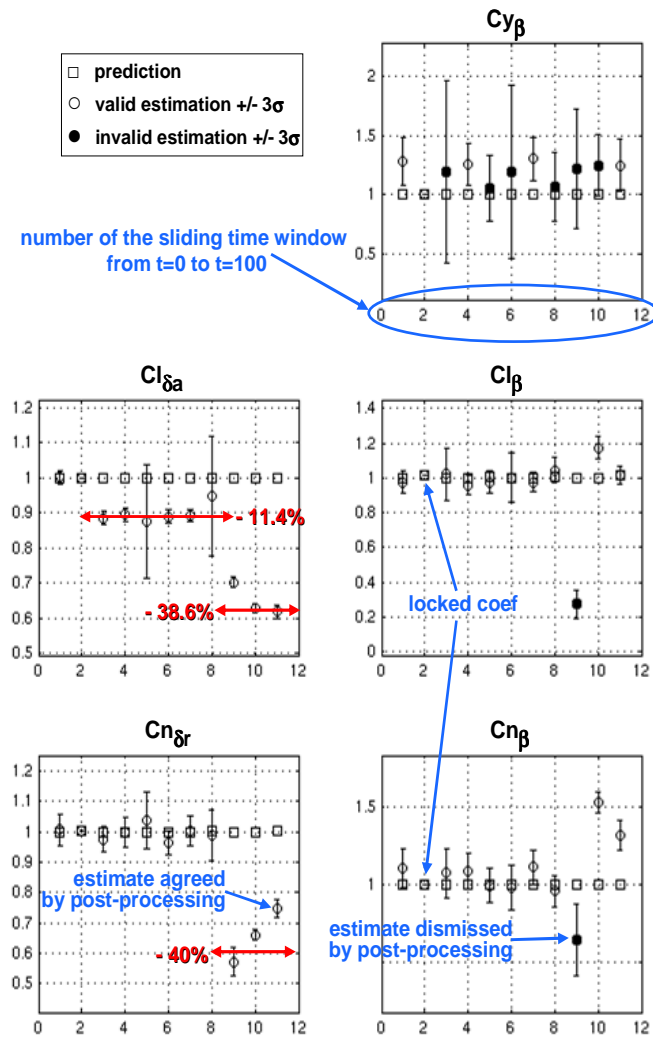 Cyβ
prediction
valid estimation +/- 3σ
invalid estimation +/- 3σ
2
1.5
1
0.5
number of the sliding time window
from t=0 to t=100
0 2 4 6 8 10 12
Clδa
1.2
1.1
1
0.9
0.8
0.7
0.6
0.5
- 11.4%
- 38.6%
0 2 4 6 8 10 12
Clβ
1.4
1.2
1
0.8
0.6
0.4
0.2
0
locked coef
0 2 4 6 8 10 12
Cnδr
1.2
1.1
1
0.9
0.8
0.7
0.6
0.5
estimate agreed
by post-processing
- 40%
0 2 4 6 8 10 12
Cnβ
1.5
1
estimate dismissed
by post-processing
0 2 4 6 8 10 12